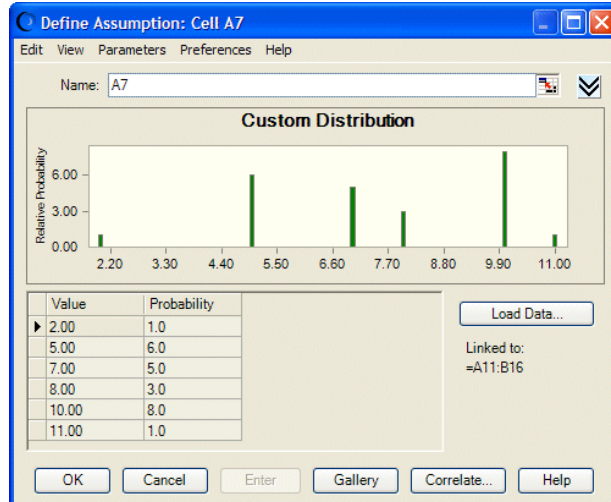 Define Assumption: Cell A7
Edit View Parameters Preferences Help
Name: A7
Custom Distribution
Relative Probability
6.00
3.00
0.00
2.20 3.30 4.40 5.50 6.60 7.70 8.80 9.90 11.00
Value Probability
2.00 1.0
5.00 6.0
7.00 5.0
8.00 3.0
10.00 8.0
11.00 1.0
Load Data...
Linked to:
=A11:B16
OK Cancel Enter Gallery Correlate... Help